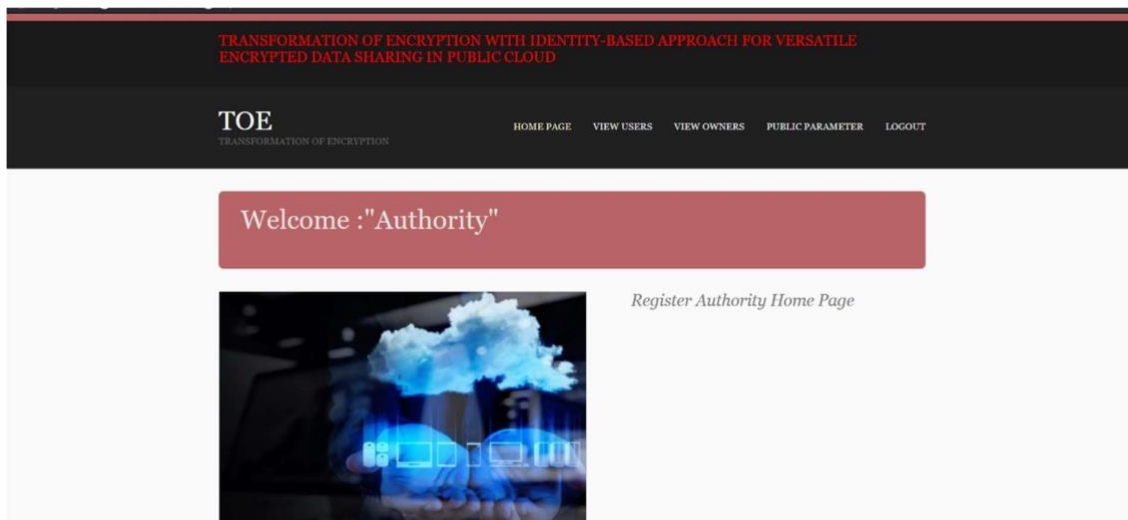 TRANSFORMATION OF ENCRYPTION WITH IDENTITY-BASED APPROACH FOR VERSATILE
ENCRYPTED DATA SHARING IN PUBLIC CLOUD
TOE
TRANSFORMATION OF ENCRYPTION
HOME PAGE VIEW USERS VIEW OWNERS PUBLIC PARAMETER LOGOUT
Welcome :"Authority"
Register Authority Home Page